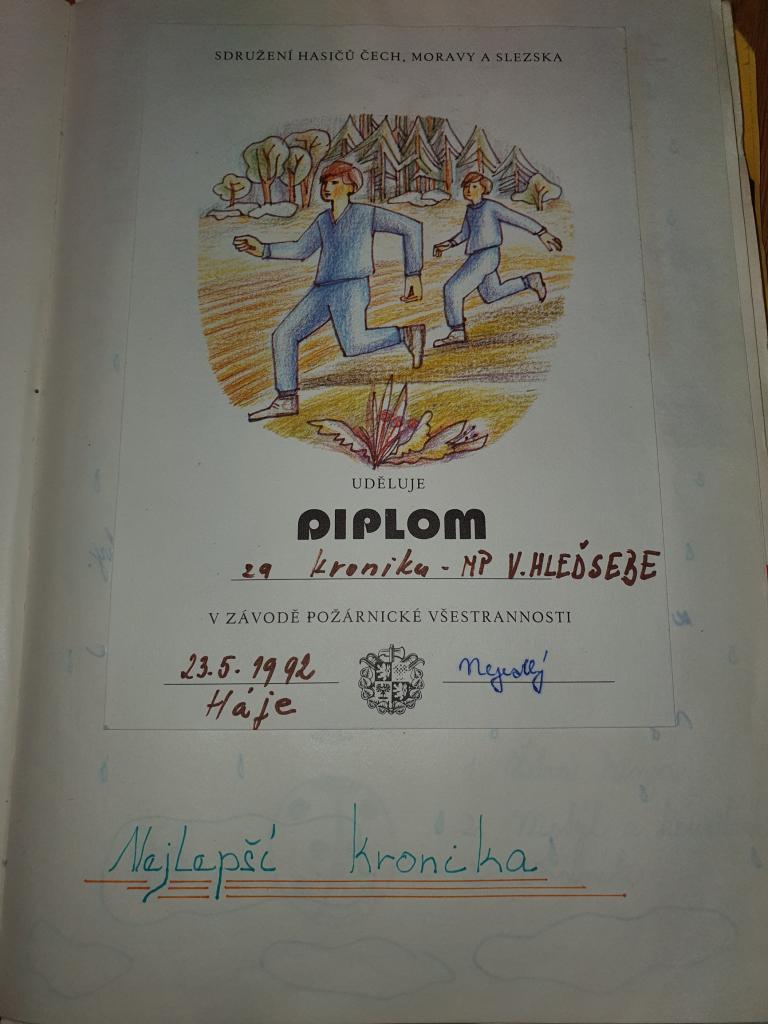 SDRUŽENÍ HASIČŮ ČECH, MORAVY A SLEZSKA
UDĚLUJE
DIPLOM
za kroniku - MP V.HLEĎSEBE
V ZÁVODĚ POŽÁRNICKÉ VŠESTRANNOSTI
23.5.1992
Háje
Nejlepší kronika